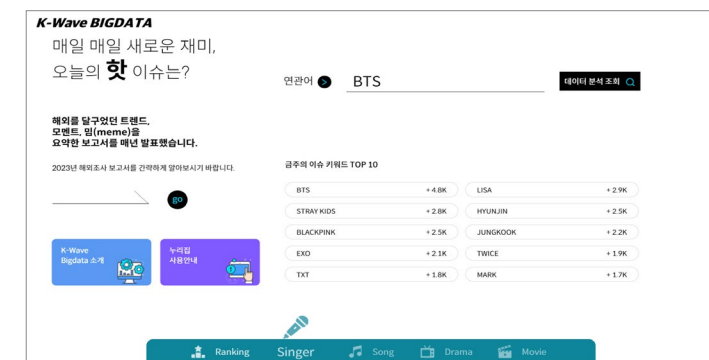 K-Wave BIGDATA
매일 매일 새로운 재미,
오늘의 핫 이슈는?
연관어 > BTS 데이터 분석 조회
해외를 달구었던 트렌드,
모멘트, 밈(meme)을
요약한 보고서를 매년 발표했습니다.
2023년 해외조사 보고서를 간략하게 알아보시기 바랍니다.
go
K-Wave
Bigdata 소개
누리집
사용안내
금주의 이슈 키워드 TOP 10
BTS + 4.8K LISA + 2.9K
STRAY KIDS + 2.8K HYUNJIN + 2.5K
BLACKPINK + 2.5K JUNGKOOK + 2.2K
EXO + 2.1K TWICE + 1.9K
TXT + 1.8K MARK + 1.7K
Ranking Singer Song Drama Movie